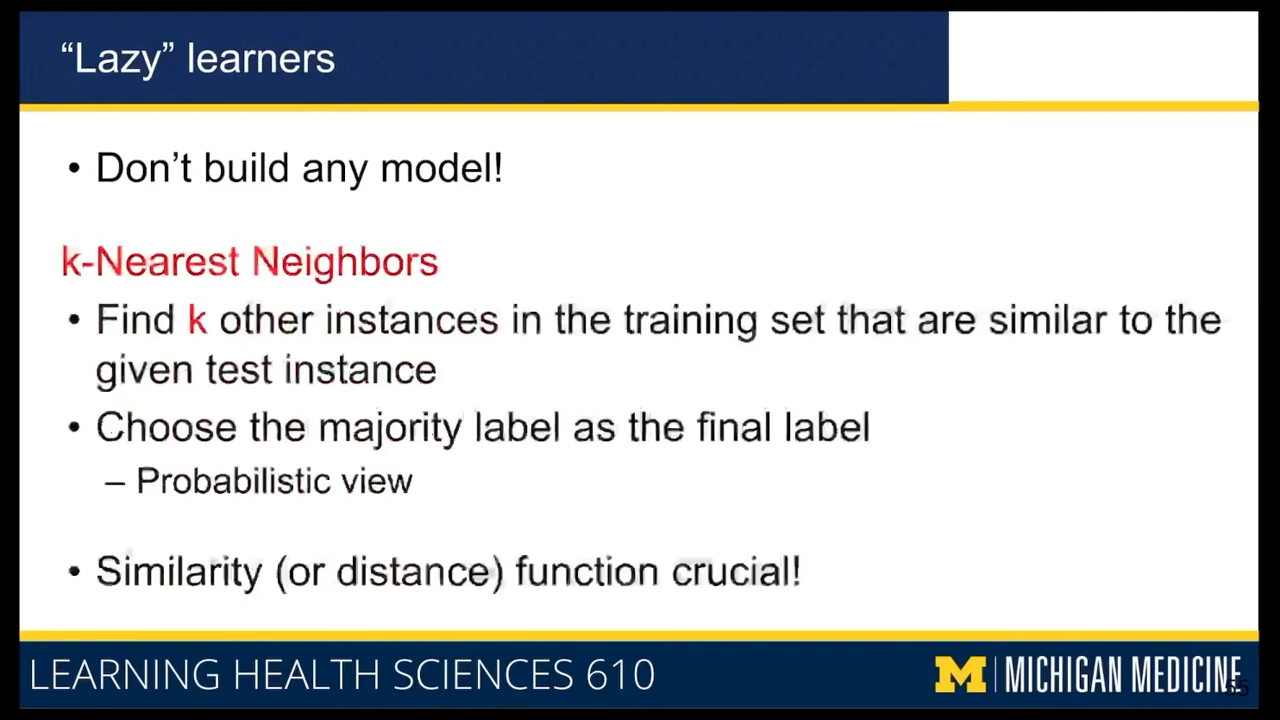 “Lazy” learners
• Don’t build any model!
k-Nearest Neighbors
• Find k other instances in the training set that are similar to the
given test instance
• Choose the majority label as the final label
– Probabilistic view
• Similarity (or distance) function crucial!
LEARNING HEALTH SCIENCES 610
M MICHIGAN MEDICINE